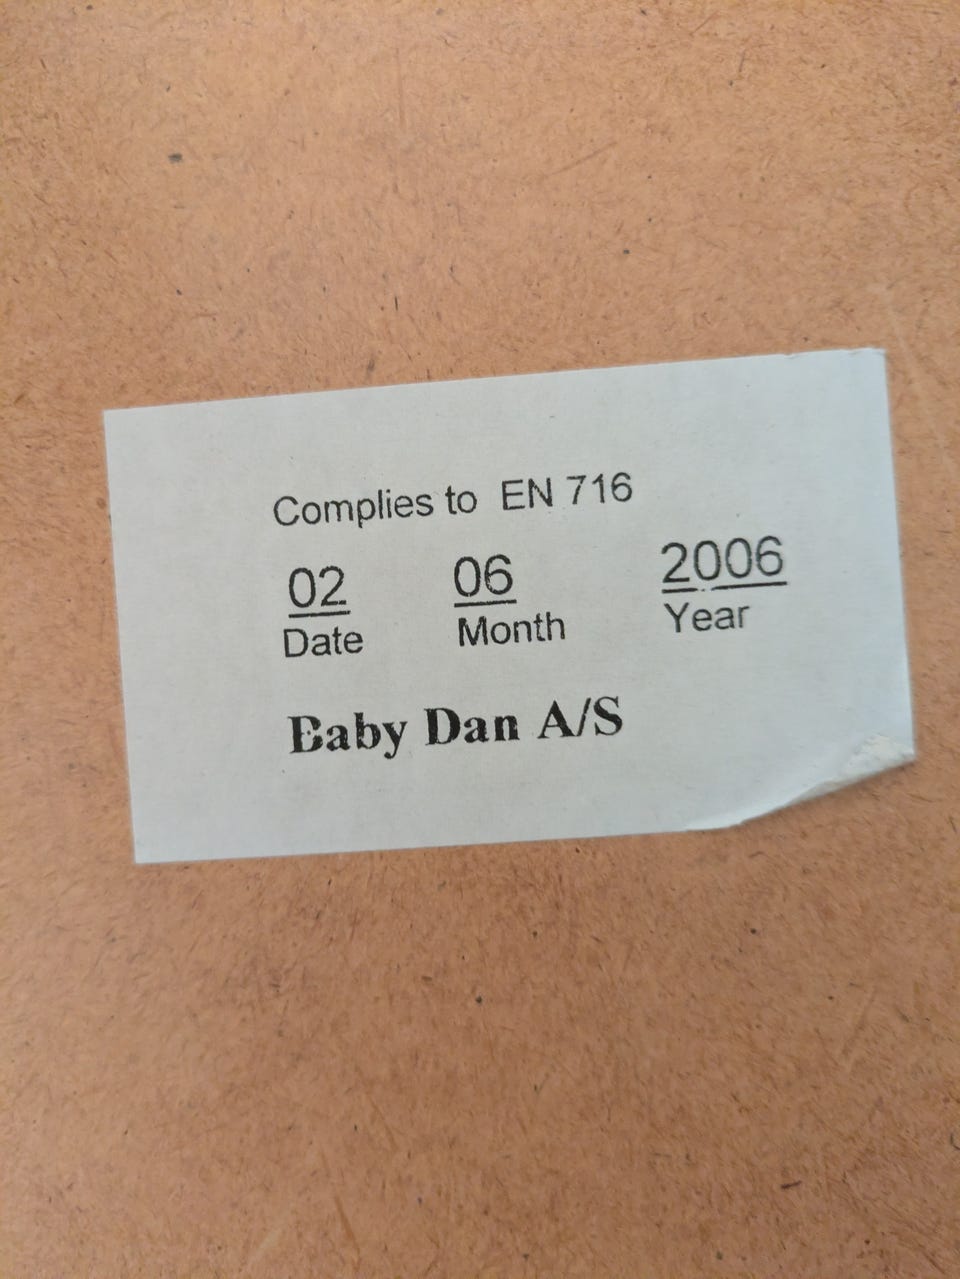 Complies to EN 716
02 06 2006
Date Month Year
Baby Dan A/S